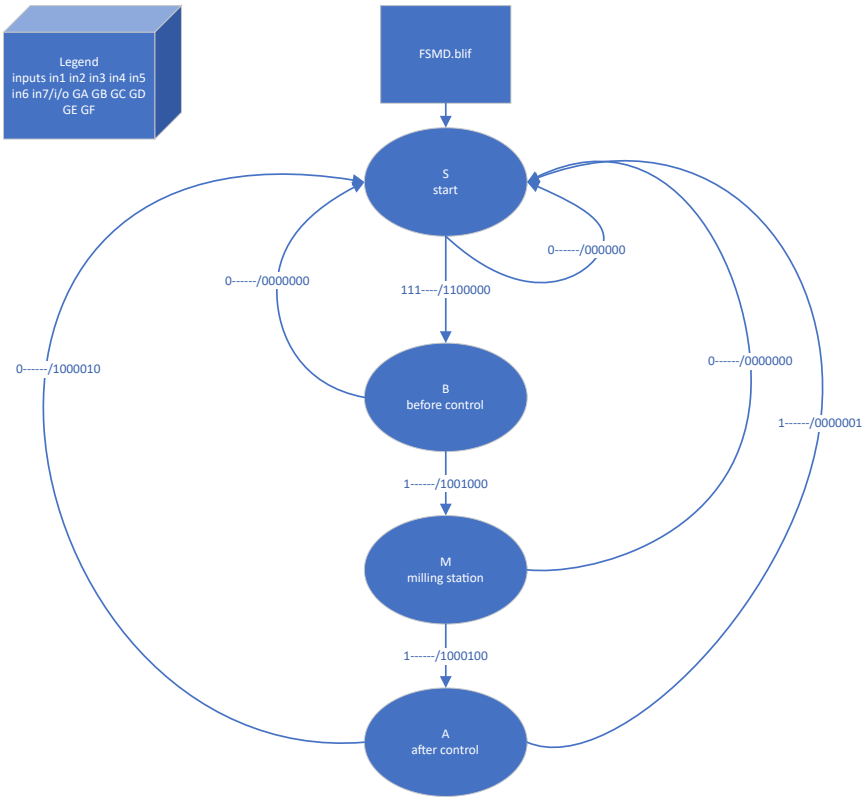 Legend
inputs in1 in2 in3 in4 in5
in6 in7/i/o GA GB GC GD
GE GF
FSMD.blif
S
start
0------/000000
0------/0000000
111----/1100000
0------/0000000
0------/1000010
B
before control
1------/0000001
1------/1001000
M
milling station
1------/1000100
A
after control